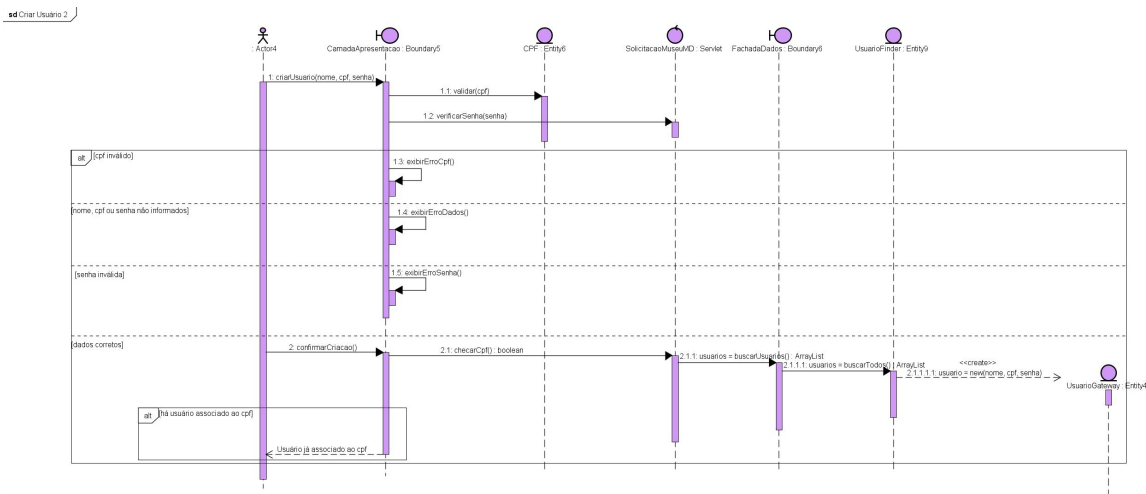 sd Criar Usuário 2
: Actor4
CamadaApresentacao : Boundary5
CPF : Entity6
SolicitacaoMuseuMD : Servlet
FachadaDados : Boundary6
UsuarioFinder : Entity9
1: criarUsuario(nome, cpf, senha)
1.1: validar(cpf)
1.2: verificarSenha(senha)
alt
[cpf inválido]
1.3: exibirErroCpf()
[nome, cpf ou senha não informados]
1.4: exibirErroDados()
[senha inválida]
1.5: exibirErroSenha()
[dados corretos]
2: confirmarCriacao()
2.1: checarCpf() : boolean
2.1.1: usuarios = buscarUsuarios() : ArrayList
2.1.1.1: usuarios = buscarTodos() : ArrayList
<<create>>
2.1.1.1.1: usuario = new(nome, cpf, senha)
UsuarioGateway : Entity4
alt
[há usuário associado ao cpf]
Usuário já associado ao cpf